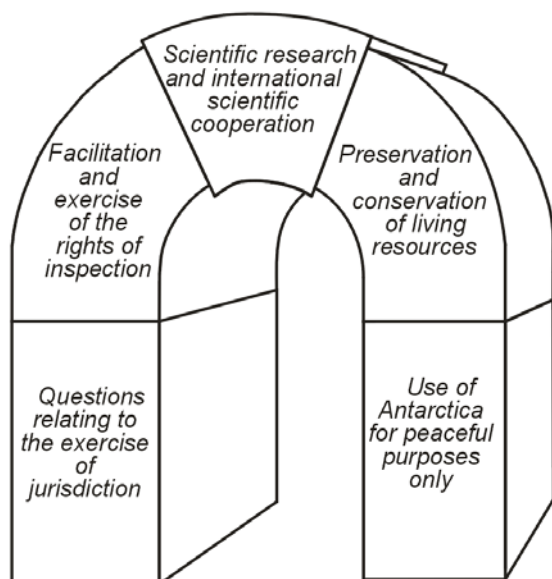 Scientific research
and international
scientific
cooperation
Facilitation
and
exercise
of the
rights of
inspection
Preservation
and
conservation
of living
resources
Questions
relating to
the exercise
of
jurisdiction
Use of
Antarctica
for peaceful
purposes
only